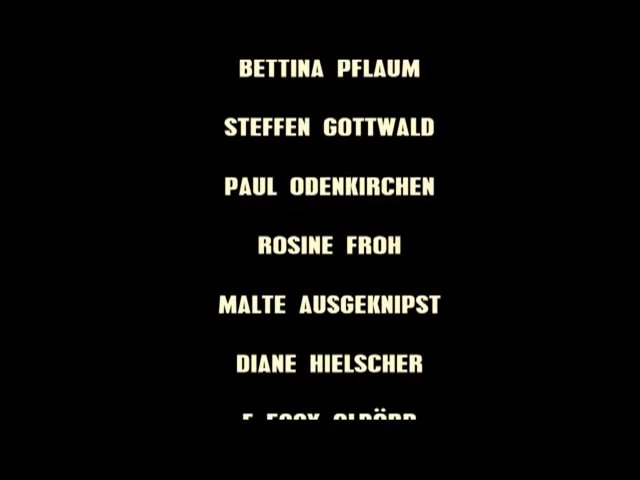 BETTINA PFLAUM
STEFFEN GOTTWALD
PAUL ODENKIRCHEN
ROSINE FROH
MALTE AUSGEKNIPST
DIANE HIELSCHER